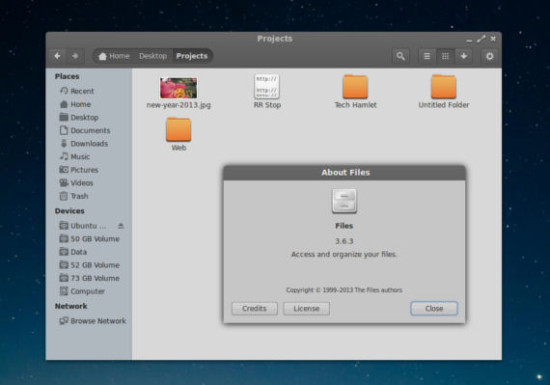 Projects
Home Desktop Projects
Places
Recent
Home
Desktop
Documents
Downloads
Music
Pictures
Videos
Trash
Devices
Ubuntu ...
50 GB Volume
Data
52 GB Volume
73 GB Volume
Computer
Network
Browse Network
new-year-2013.jpg
RR Stop
Tech Hamlet
Untitled Folder
http://
http://
Web
About Files
Files
3.6.3
Access and organize your files.
Copyright © 1999-2013 The Files authors
Credits License Close